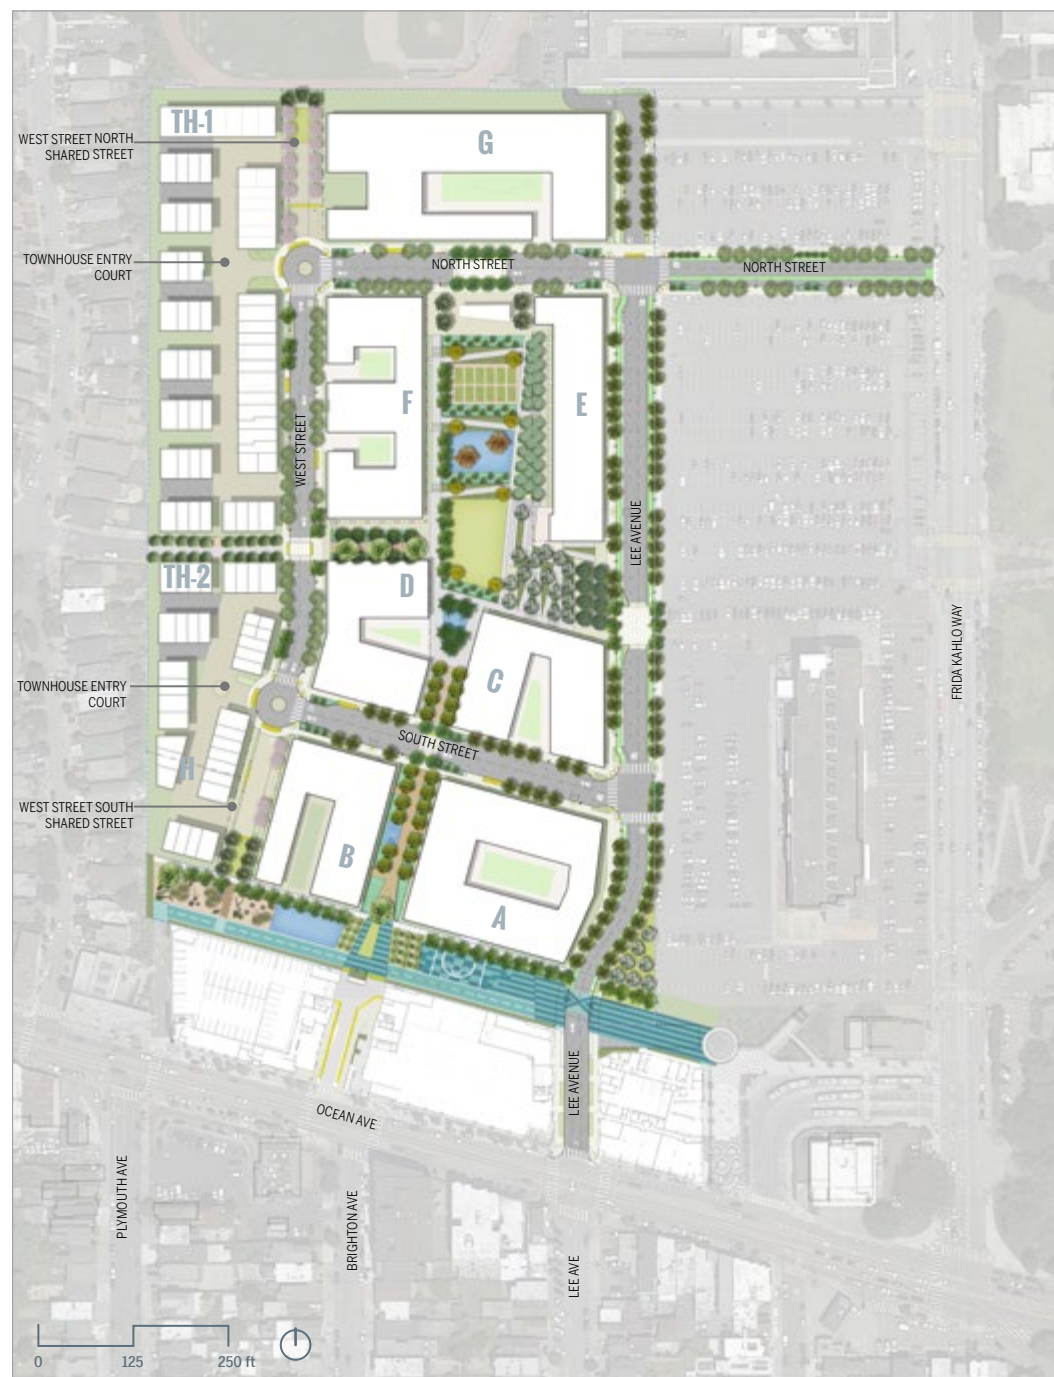 TH-1
G
WEST STREET NORTH
SHARED STREET
TOWNHOUSE ENTRY
COURT
NORTH STREET
NORTH STREET
F
E
WEST STREET
LEE AVENUE
TH-2
D
C
FRIDA KAHLO WAY
TOWNHOUSE ENTRY
COURT
SOUTH STREET
H
WEST STREET SOUTH
SHARED STREET
B
A
LEE AVENUE
OCEAN AVE
PLYMOUTH AVE
BRIGHTON AVE
LEE AVE
0 125 250 ft